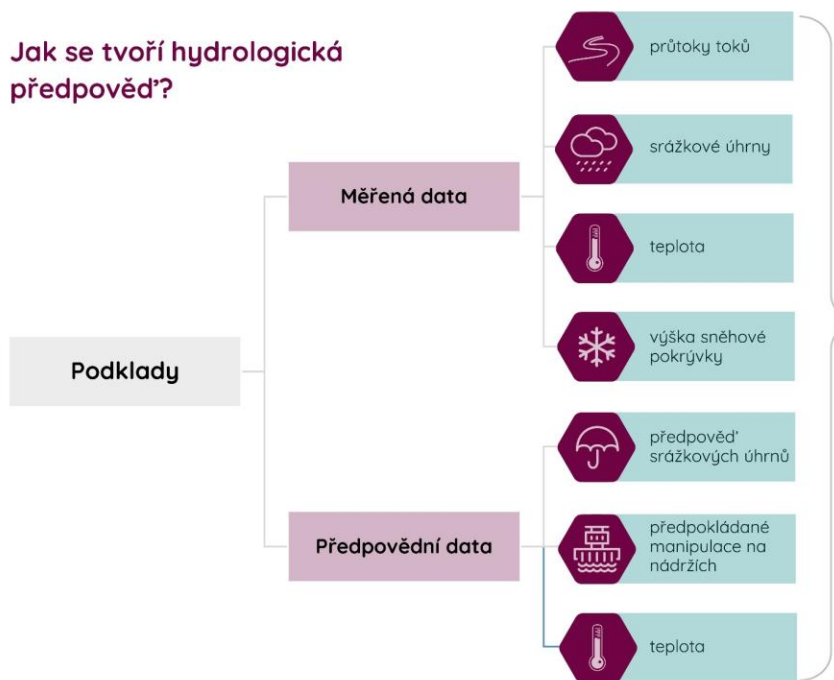 Jak se tvoří hydrologická
předpověď?
Podklady
Měřená data
průtoky toků
srážkové úhrny
teplota
výška sněhové
pokrývky
Předpovědní data
předpověď
srážkových úhrnů
předpokládané
manipulace na
nádržích
teplota